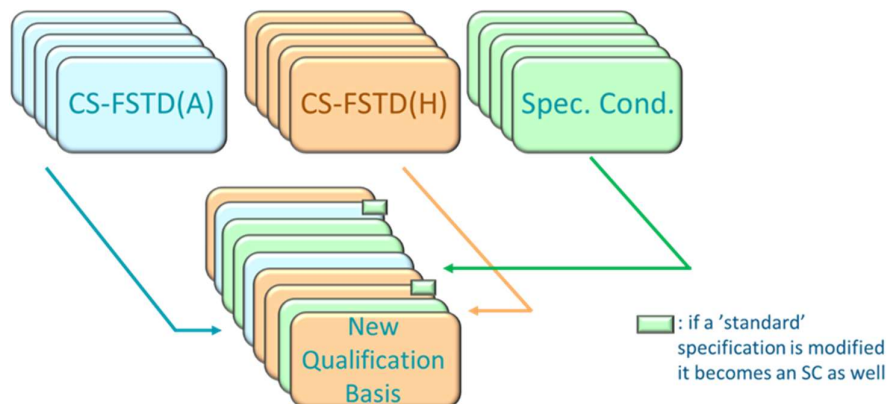 CS-FSTD(A)
CS-FSTD(H)
Spec. Cond.
New
Qualification
Basis
: if a ’standard’
specification is modified
it becomes an SC as well